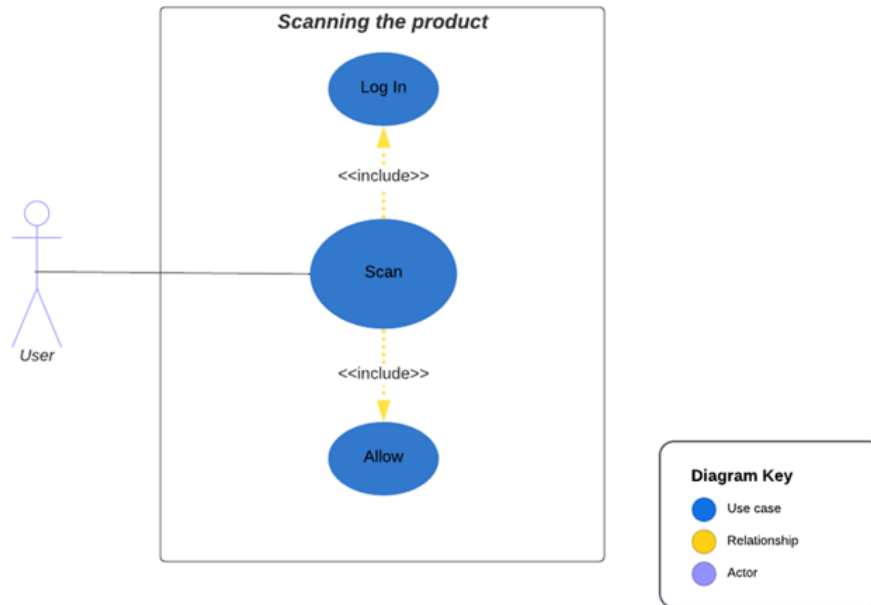 Scanning the product
Log In
<<include>>
Scan
User
<<include>>
Allow
Diagram Key
Use case
Relationship
Actor